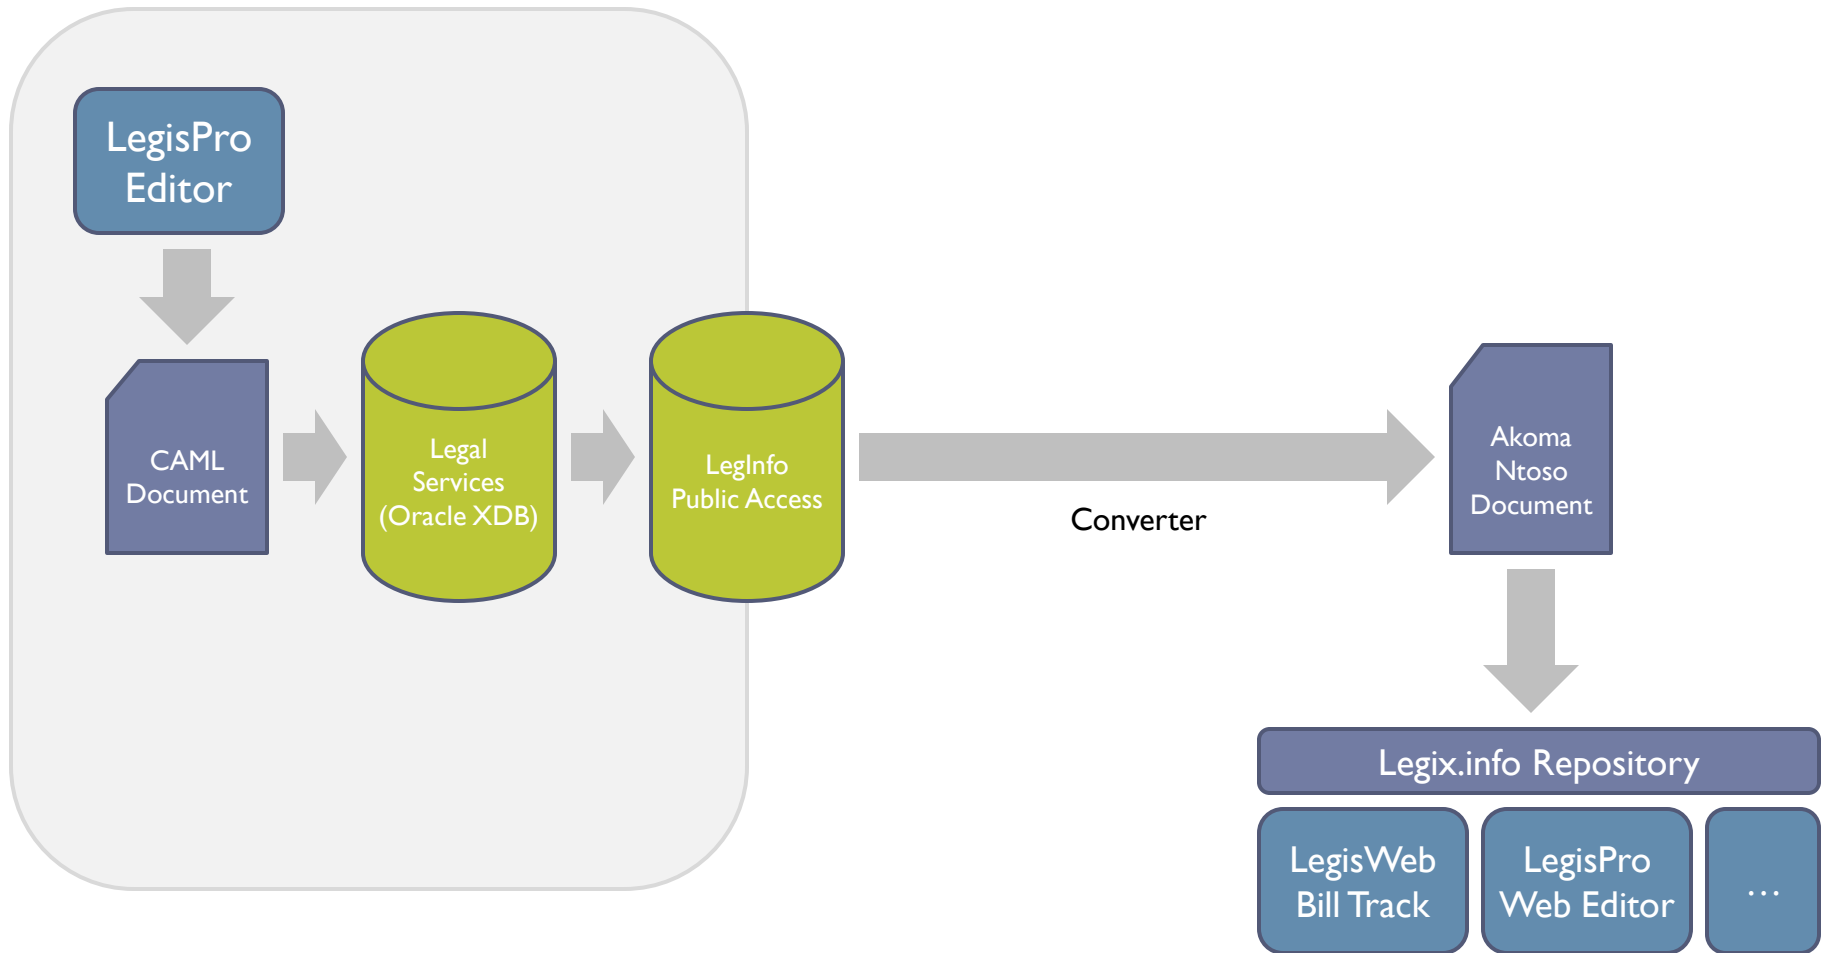 LegisPro
Editor
CAML
Document
Legal
Services
(Oracle XDB)
LegInfo
Public Access
Converter
Akoma
Ntoso
Document
Legix.info Repository
LegisWeb
Bill Track
LegisPro
Web Editor
...